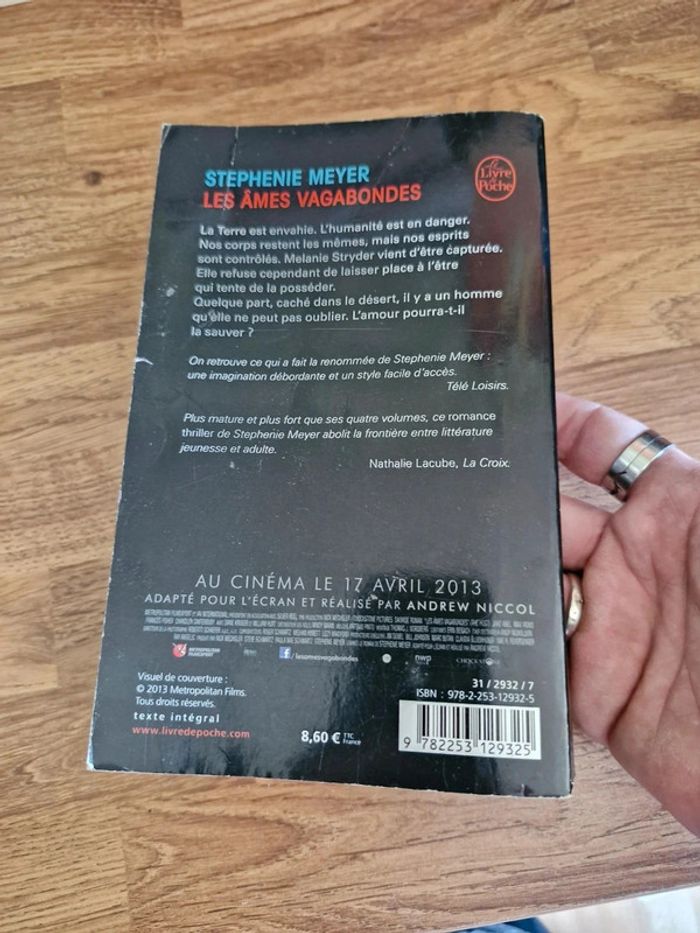 STEPHENIE MEYER
LES ÂMES VAGABONDES
Le
Livre
de
Poche
La Terre est envahie. L'humanité est en danger.
Nos corps restent les mêmes, mais nos esprits
sont contrôlés. Melanie Stryder vient d'être capturée.
Elle refuse cependant de laisser place à l'être
qui tente de la posséder.
Quelque part, caché dans le désert, il y a un homme
qu'elle ne peut pas oublier. L'amour pourra-t-il
la sauver ?
On retrouve ce qui a fait la renommée de Stephenie Meyer :
une imagination débordante et un style facile d'accès.
Télé Loisirs.
Plus mature et plus fort que ses quatre volumes, ce romance
thriller de Stephenie Meyer abolit la frontière entre littérature
jeunesse et adulte.
Nathalie Lacube, La Croix.
AU CINÉMA LE 17 AVRIL 2013
ADAPTÉ POUR L'ÉCRAN ET RÉALISÉ PAR ANDREW NICCOL
METROPOLITAN
FILMEXPORT
f /lesamesvagabondes
nwp
CHOCKSTONE
Visuel de couverture :
© 2013 Metropolitan Films.
Tous droits réservés.
texte intégral
www.livredepoche.com
8,60 € TTC
France
31 / 2932 / 7
ISBN : 978-2-253-12932-5
9 782253 129325